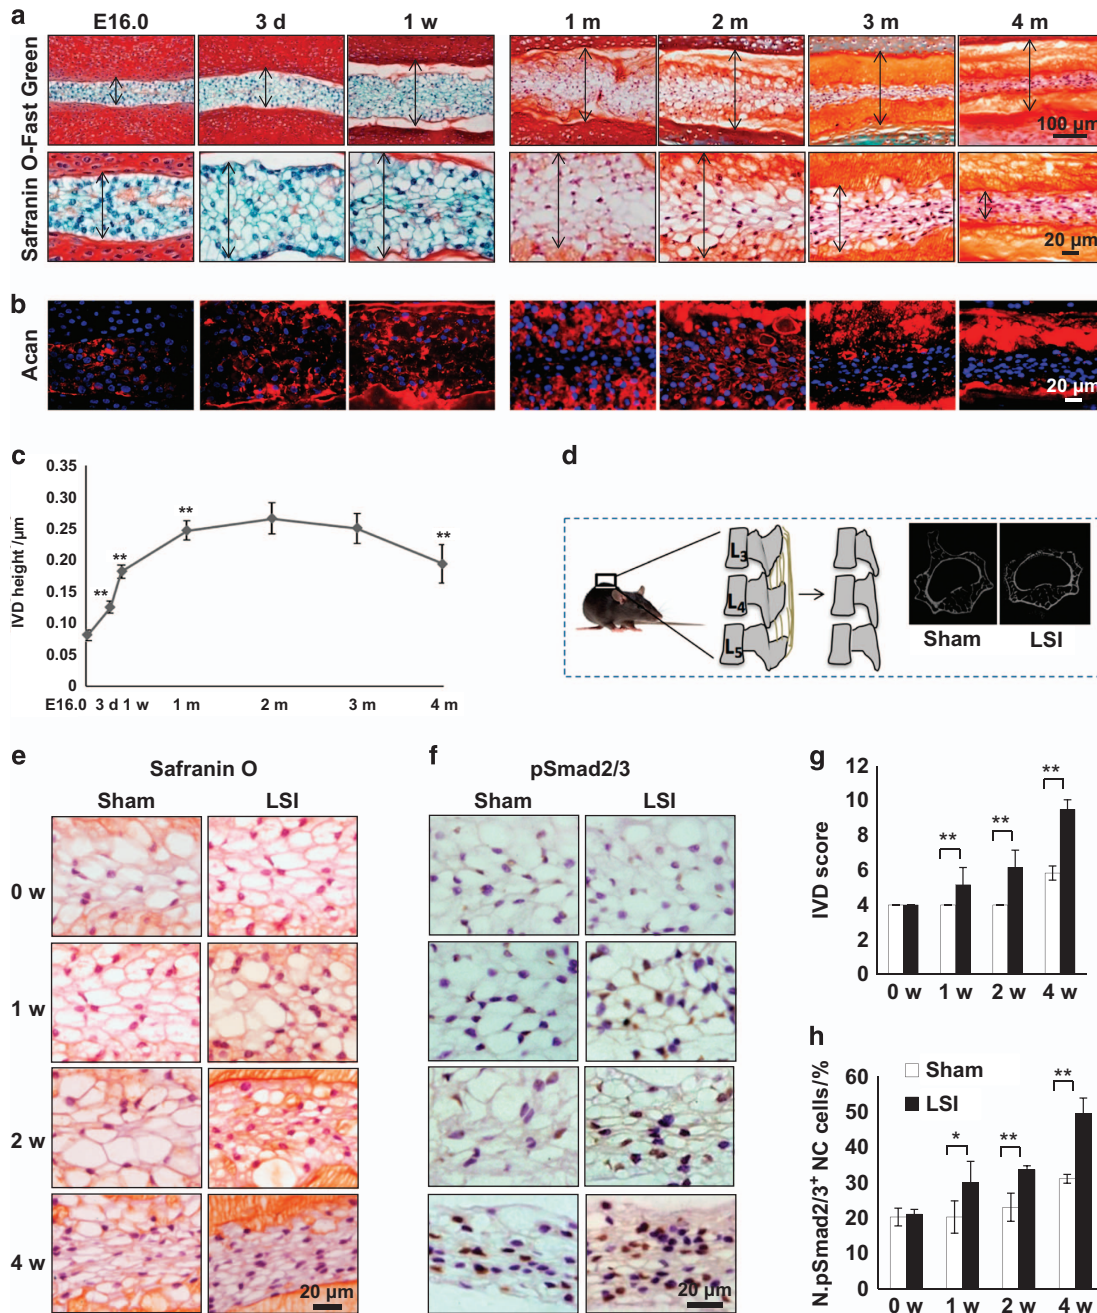 a
E16.0 3 d 1 w 1 m 2 m 3 m 4 m
Safranin O-Fast Green
100 µm
20 µm
b
Acan
20 µm
c
IVD height /µm
0.35
0.30
0.25
0.20
0.15
0.10
0.05
0
** ** ** **
E16.0 3 d 1 w 1 m 2 m 3 m 4 m
d
L3
L4
L5
Sham LSI
e
Safranin O
Sham LSI
0 w
1 w
2 w
4 w
20 µm
f
pSmad2/3
Sham LSI
20 µm
g
IVD score
12
10
8
6
4
2
0
** ** **
0 w 1 w 2 w 4 w
h
N.pSmad2/3+ NC cells/%
60
50
40
30
20
10
0
Sham
LSI
* ** **
0 w 1 w 2 w 4 w